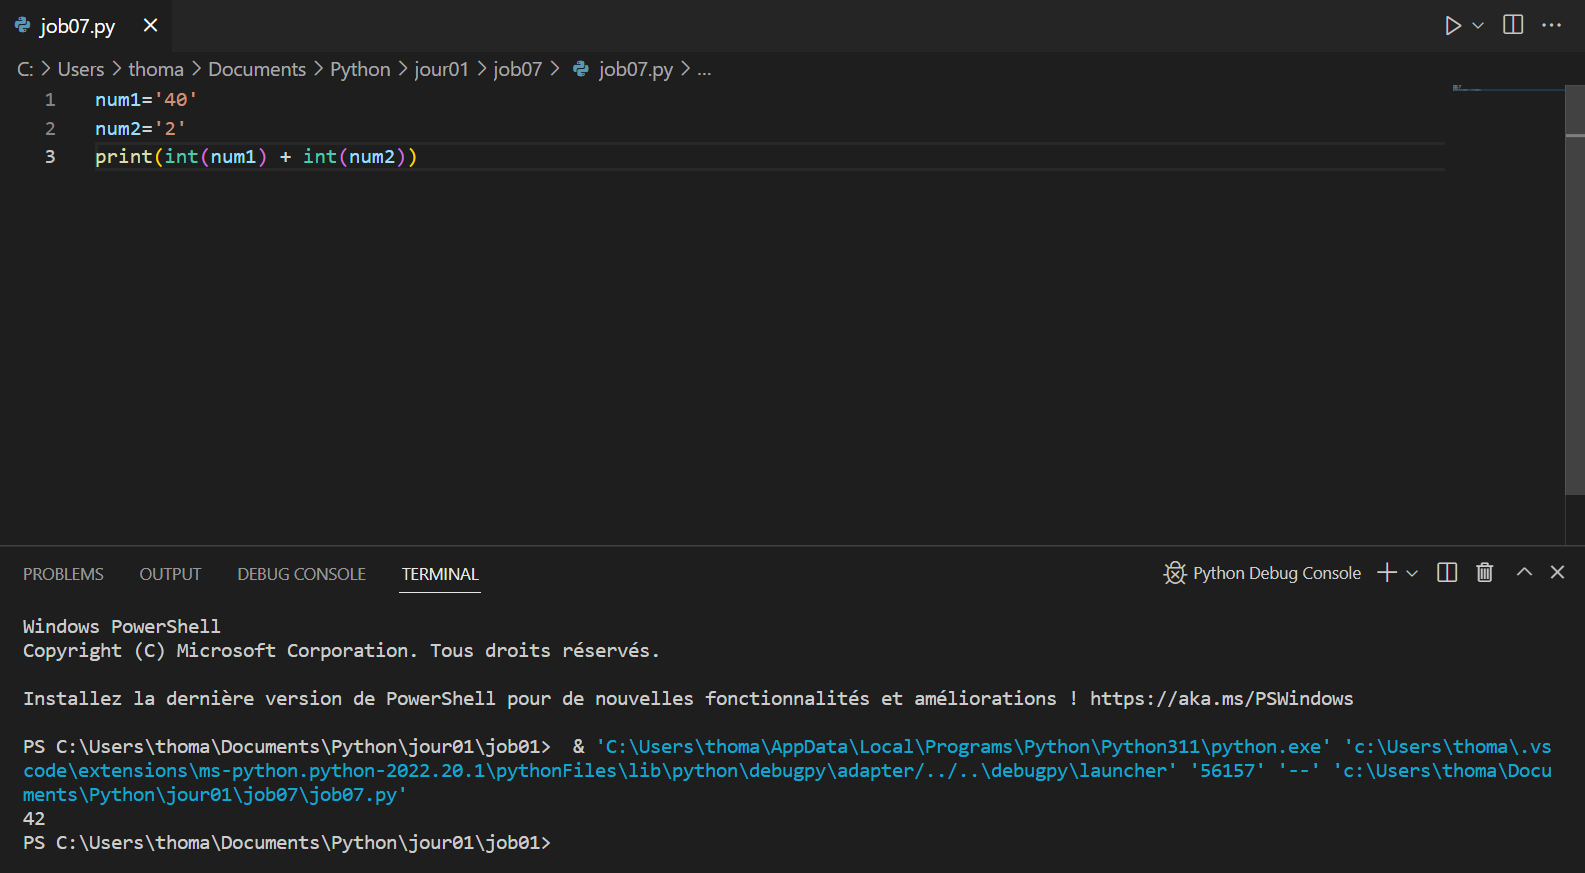 job07.py
C: > Users > thoma > Documents > Python > jour01 > job07 > job07.py > ...
1 num1='40'
2 num2='2'
3 print(int(num1) + int(num2))
PROBLEMS OUTPUT DEBUG CONSOLE TERMINAL Python Debug Console
Windows PowerShell
Copyright (C) Microsoft Corporation. Tous droits réservés.
Installez la dernière version de PowerShell pour de nouvelles fonctionnalités et améliorations ! https://aka.ms/PSWindows
PS C:\Users\thoma\Documents\Python\jour01\job01>  & 'C:\Users\thoma\AppData\Local\Programs\Python\Python311\python.exe' 'c:\Users\thoma\.vs
code\extensions\ms-python.python-2022.20.1\pythonFiles\lib\python\debugpy\adapter/../..\debugpy\launcher' '56157' '--' 'c:\Users\thoma\Docu
ments\Python\jour01\job07\job07.py'
42
PS C:\Users\thoma\Documents\Python\jour01\job01>